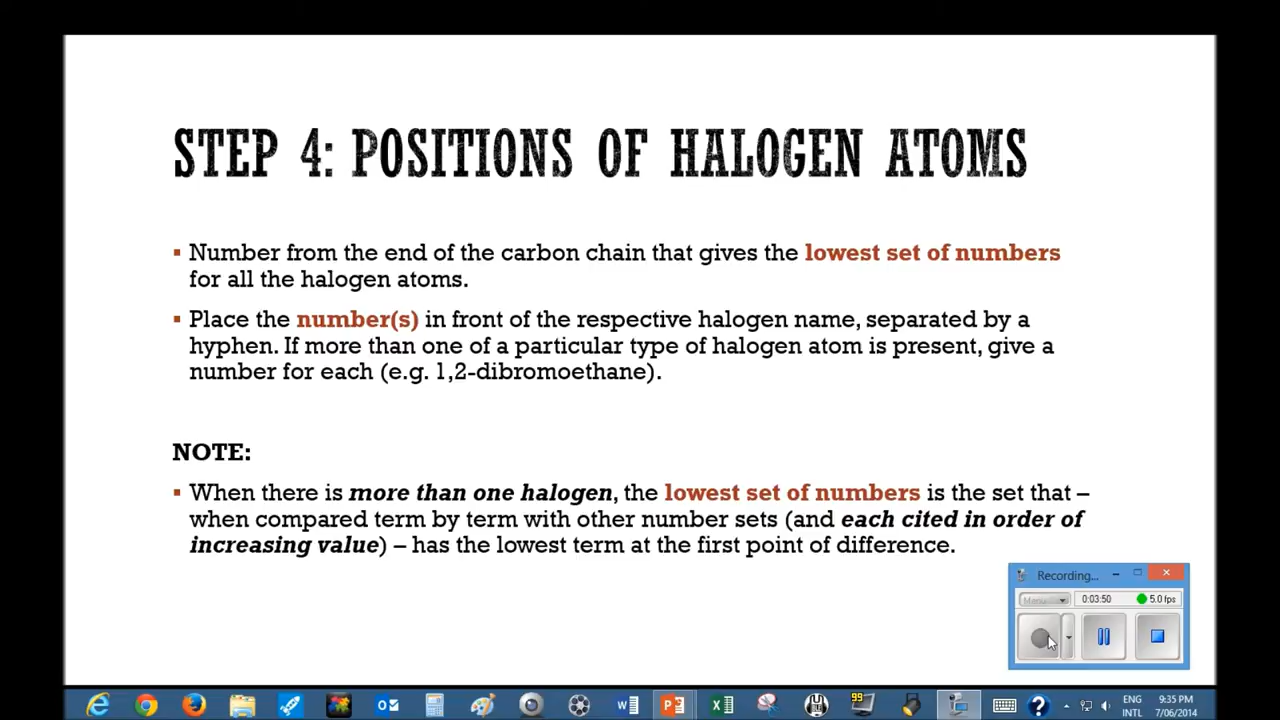 STEP 4: POSITIONS OF HALOGEN ATOMS
▪ Number from the end of the carbon chain that gives the lowest set of numbers
for all the halogen atoms.
▪ Place the number(s) in front of the respective halogen name, separated by a
hyphen. If more than one of a particular type of halogen atom is present, give a
number for each (e.g. 1,2-dibromoethane).
NOTE:
▪ When there is more than one halogen, the lowest set of numbers is the set that –
when compared term by term with other number sets (and each cited in order of
increasing value) – has the lowest term at the first point of difference.
Recording...
Menu 0:03:50 5.0 fps
99
ENG 9:35 PM
INTL 7/06/2014